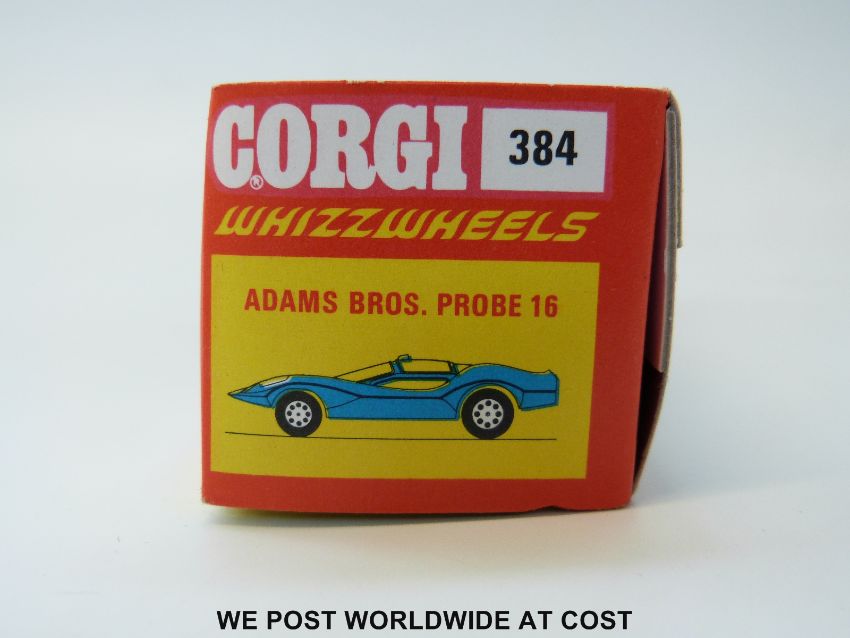 CORGI®
384
WHIZZWHEELS
ADAMS BROS. PROBE 16
WE POST WORLDWIDE AT COST